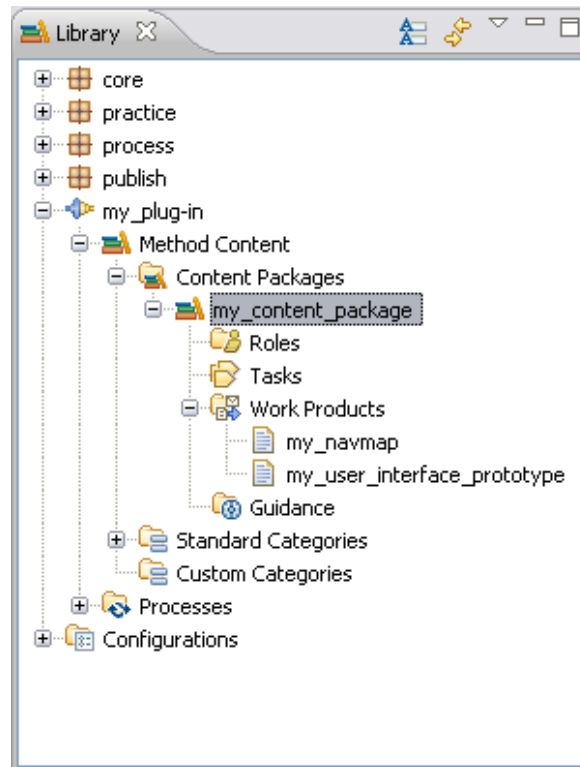 Library
core
practice
process
publish
my_plug-in
Method Content
Content Packages
my_content_package
Roles
Tasks
Work Products
my_navmap
my_user_interface_prototype
Guidance
Standard Categories
Custom Categories
Processes
Configurations